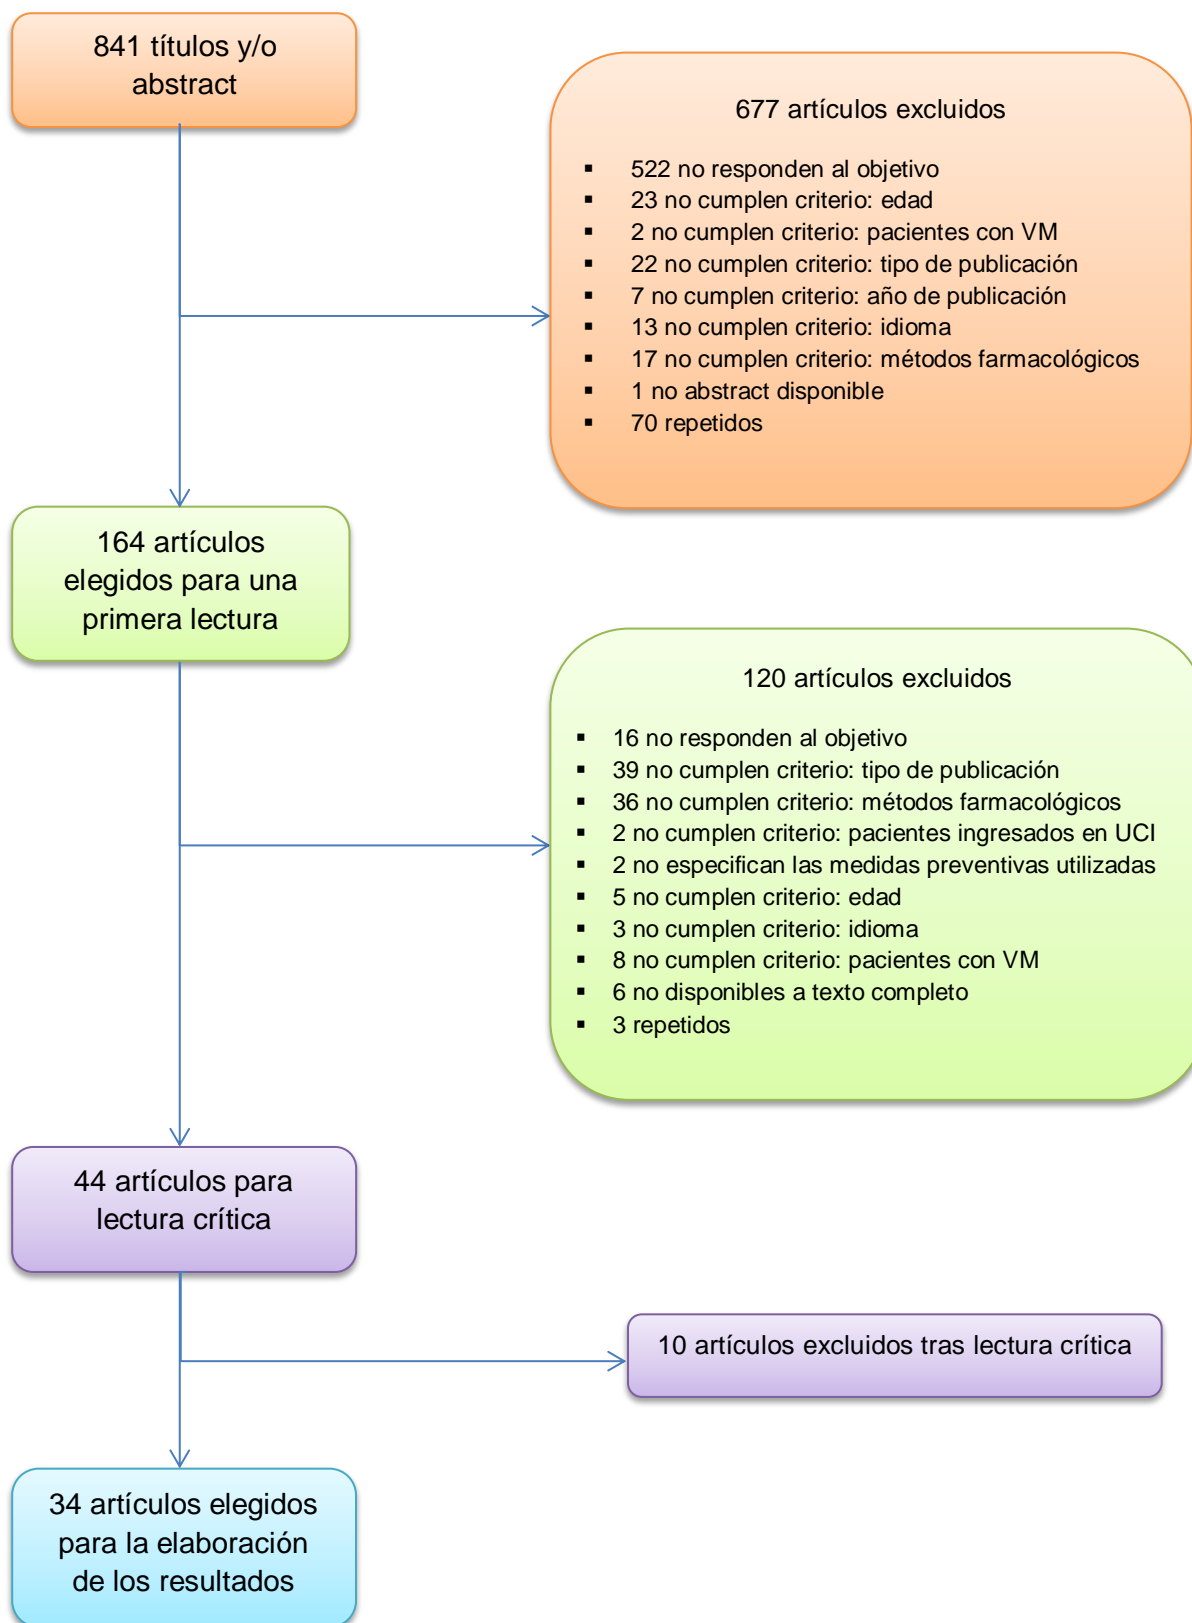 841 títulos y/o
abstract
677 artículos excluidos
▪ 522 no responden al objetivo
▪ 23 no cumplen criterio: edad
▪ 2 no cumplen criterio: pacientes con VM
▪ 22 no cumplen criterio: tipo de publicación
▪ 7 no cumplen criterio: año de publicación
▪ 13 no cumplen criterio: idioma
▪ 17 no cumplen criterio: métodos farmacológicos
▪ 1 no abstract disponible
▪ 70 repetidos
164 artículos
elegidos para una
primera lectura
120 artículos excluidos
▪ 16 no responden al objetivo
▪ 39 no cumplen criterio: tipo de publicación
▪ 36 no cumplen criterio: métodos farmacológicos
▪ 2 no cumplen criterio: pacientes ingresados en UCI
▪ 2 no especifican las medidas preventivas utilizadas
▪ 5 no cumplen criterio: edad
▪ 3 no cumplen criterio: idioma
▪ 8 no cumplen criterio: pacientes con VM
▪ 6 no disponibles a texto completo
▪ 3 repetidos
44 artículos para
lectura crítica
10 artículos excluidos tras lectura crítica
34 artículos elegidos
para la elaboración
de los resultados